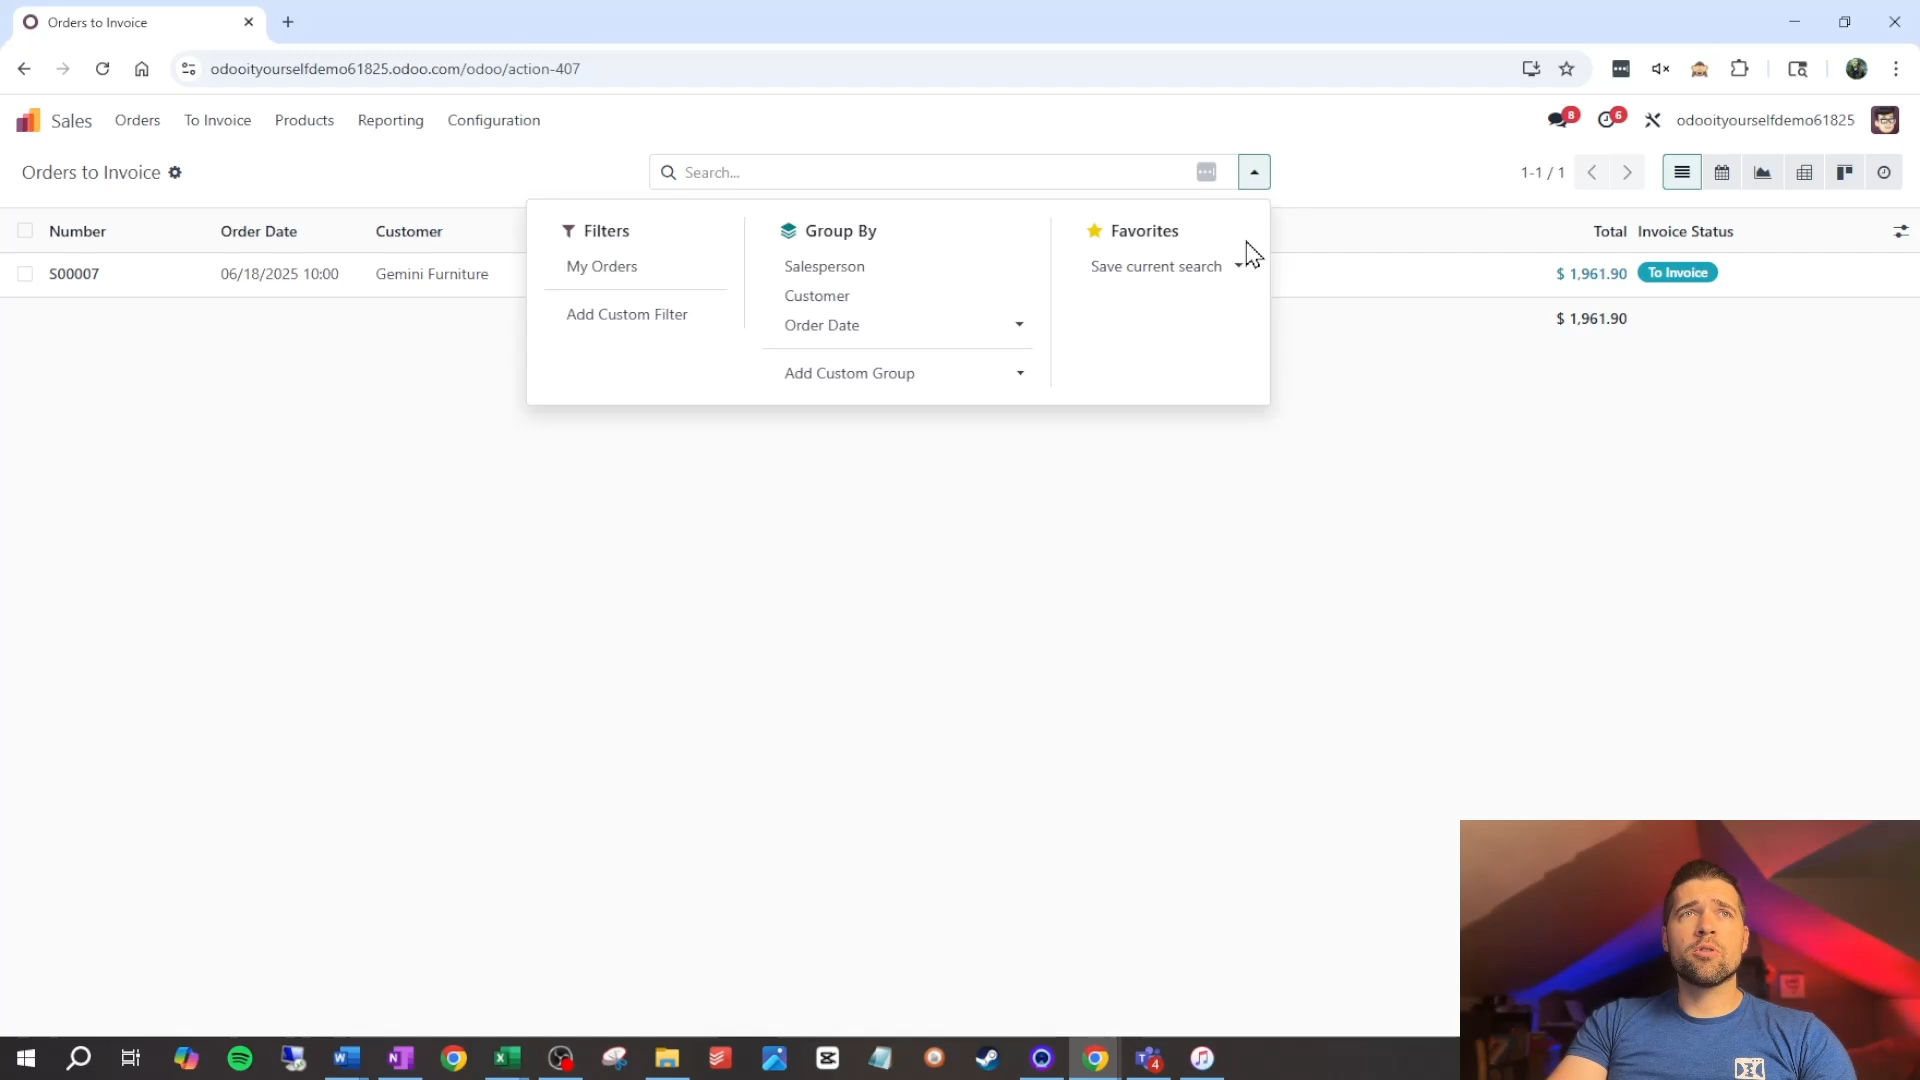 Orders to Invoice
odooityourselfdemo61825.odoo.com/odoo/action-407
Sales Orders To Invoice Products Reporting Configuration 8 6 odooityourselfdemo61825
Orders to Invoice Search... 1-1 / 1
Number Order Date Customer Total Invoice Status
S00007 06/18/2025 10:00 Gemini Furniture $ 1,961.90 To Invoice
$ 1,961.90
Filters
My Orders
Add Custom Filter
Group By
Salesperson
Customer
Order Date
Add Custom Group
Favorites
Save current search
4